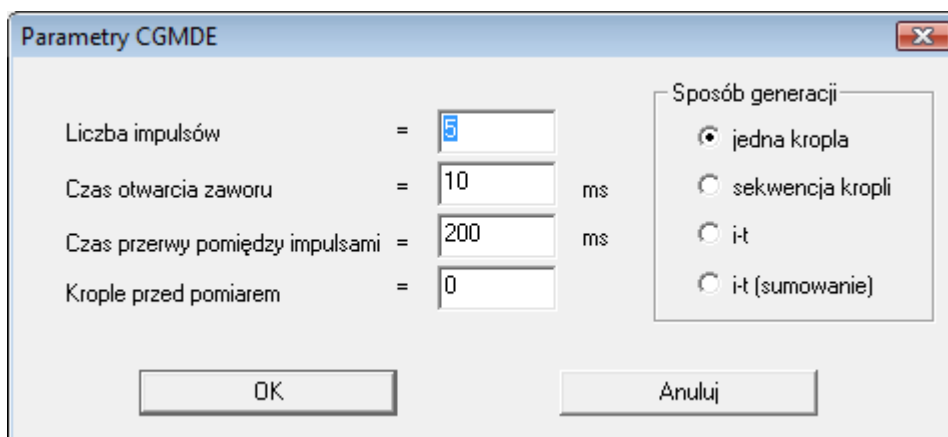 Parametry CGMDE
Liczba impulsów = 5
Czas otwarcia zaworu = 10 ms
Czas przerwy pomiędzy impulsami = 200 ms
Krople przed pomiarem = 0
Sposób generacji
jedna kropla
sekwencja kropli
i-t
i-t (sumowanie)
OK
Anuluj